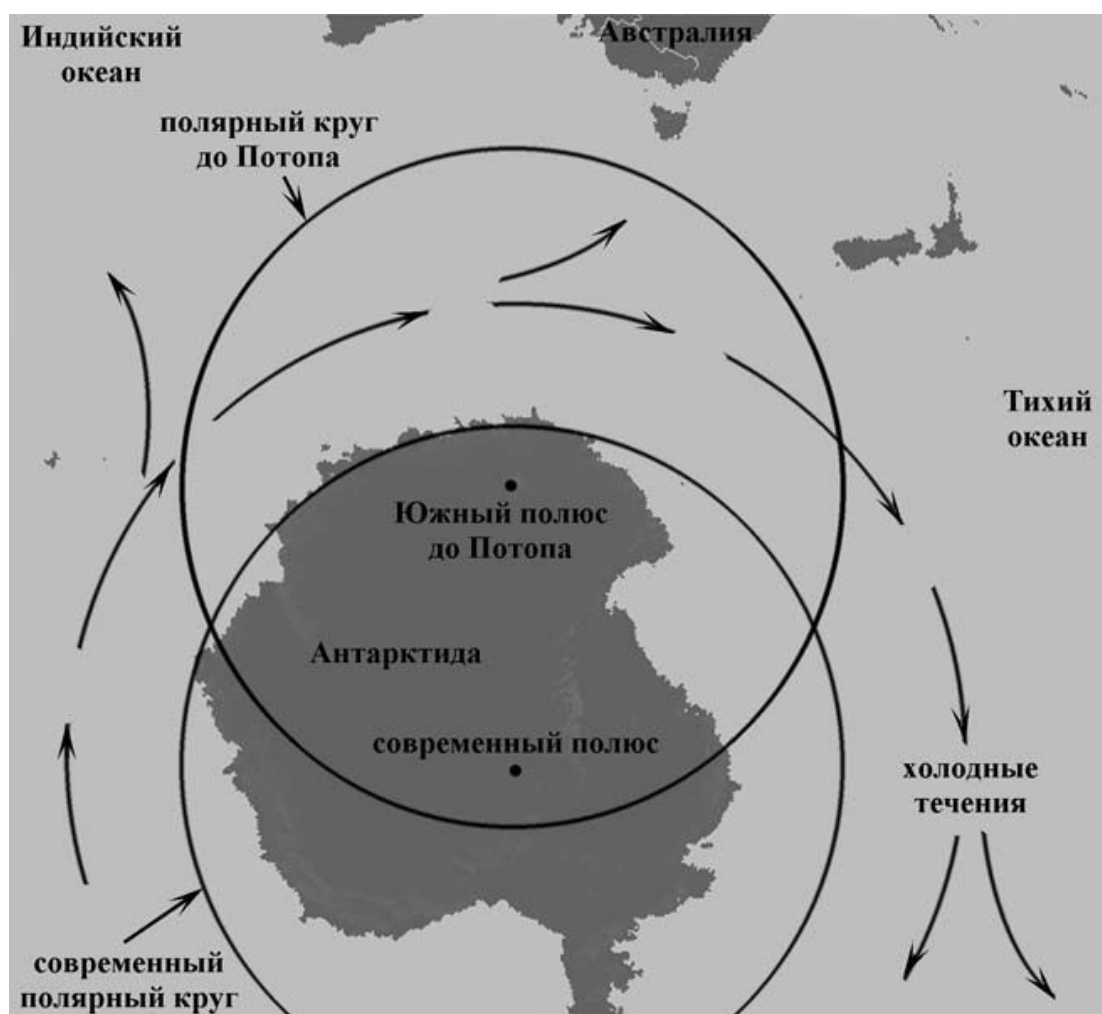 Индийский
океан
Австралия
полярный круг
до Потопа
Тихий
океан
Южный полюс
до Потопа
Антарктида
современный полюс
холодные
течения
современный
полярный круг